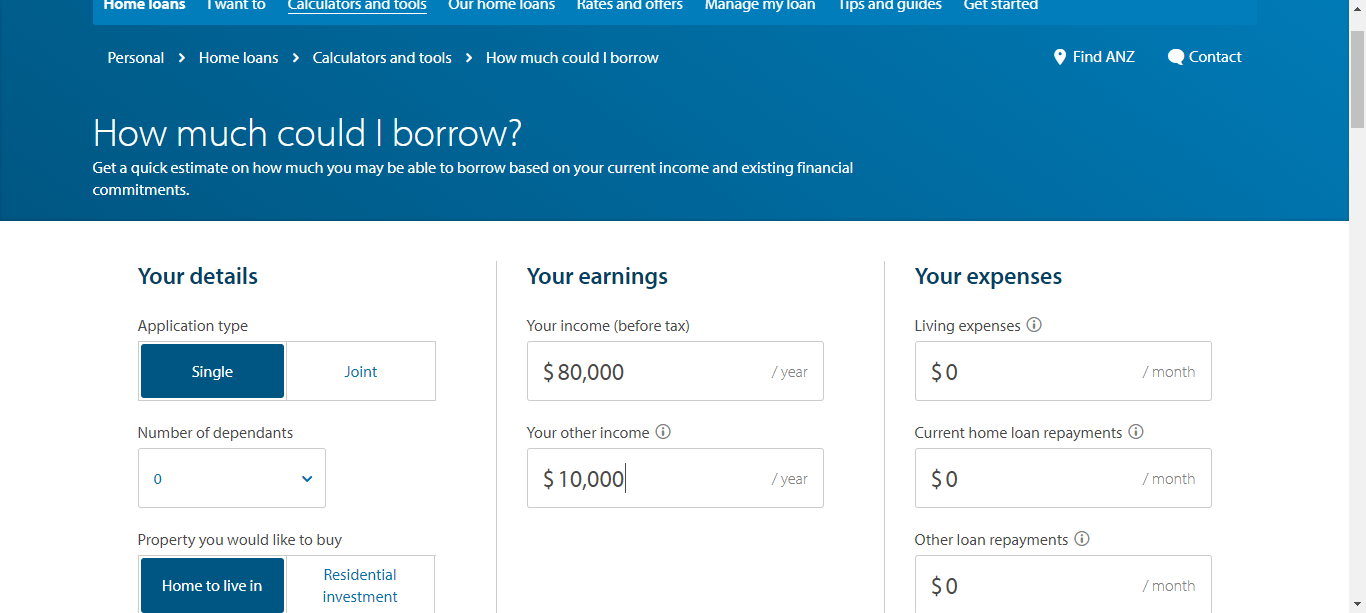 Home loans I want to Calculators and tools Our home loans Rates and offers Manage my loan Tips and guides Get started
Personal Home loans Calculators and tools How much could I borrow Find ANZ Contact
How much could I borrow?
Get a quick estimate on how much you may be able to borrow based on your current income and existing financial
commitments.
Your details
Application type
Single Joint
Number of dependants
0
Property you would like to buy
Home to live in
Residential
investment
Your earnings
Your income (before tax)
$ 80,000 / year
Your other income
$ 10,000 / year
Your expenses
Living expenses
$ 0 / month
Current home loan repayments
$ 0 / month
Other loan repayments
$ 0 / month